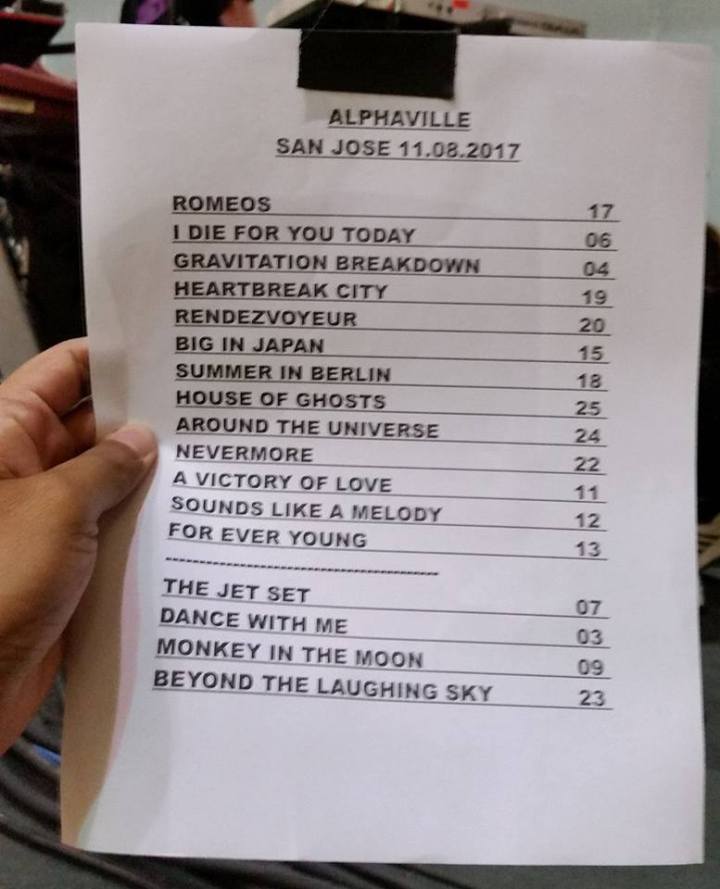 ALPHAVILLE
SAN JOSE 11.08.2017
ROMEOS 17
I DIE FOR YOU TODAY 06
GRAVITATION BREAKDOWN 04
HEARTBREAK CITY 19
RENDEZVOYEUR 20
BIG IN JAPAN 15
SUMMER IN BERLIN 18
HOUSE OF GHOSTS 25
AROUND THE UNIVERSE 24
NEVERMORE 22
A VICTORY OF LOVE 11
SOUNDS LIKE A MELODY 12
FOR EVER YOUNG 13
----------------------------------------
THE JET SET 07
DANCE WITH ME 03
MONKEY IN THE MOON 09
BEYOND THE LAUGHING SKY 23